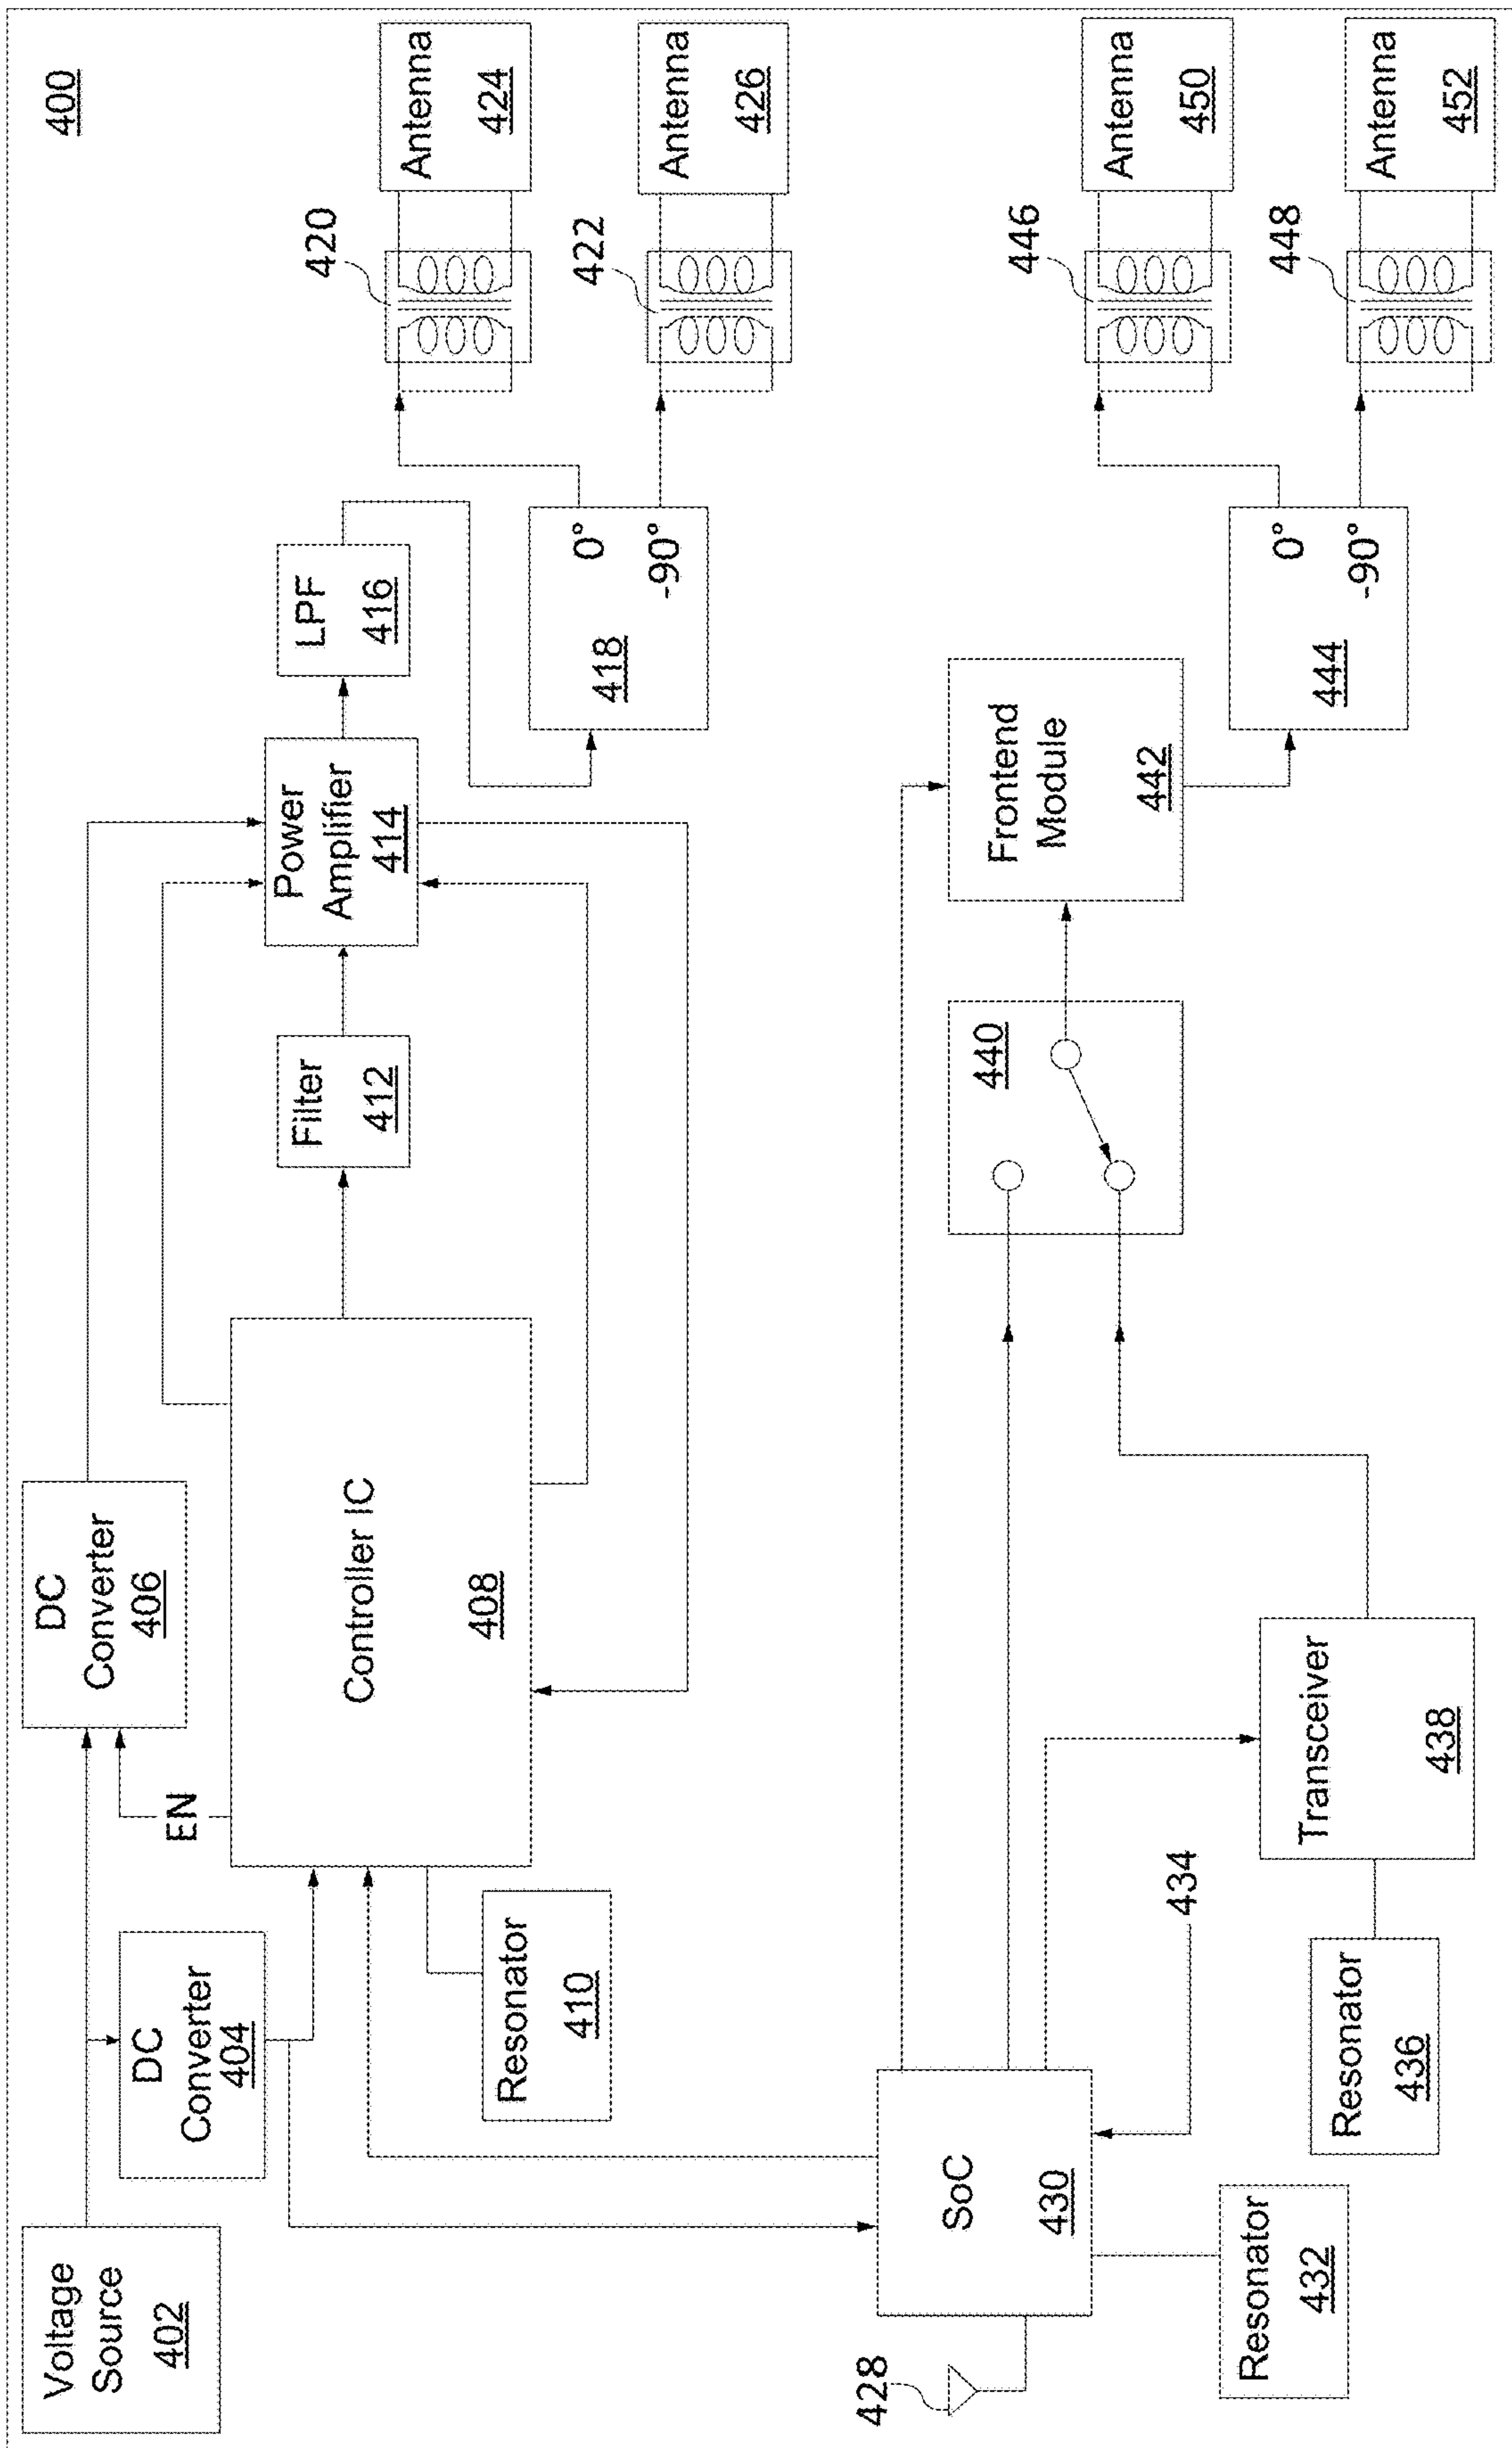 400
Voltage
Source
402
DC
Converter
404
DC
Converter
406
EN
Controller IC
408
Resonator
410
Filter
412
Power
Amplifier
414
LPF
416
418
0°
-90°
420
422
Antenna
424
Antenna
426
428
SoC
430
Resonator
432
434
Resonator
436
Transceiver
438
440
Frontend
Module
442
444
0°
-90°
446
448
Antenna
450
Antenna
452